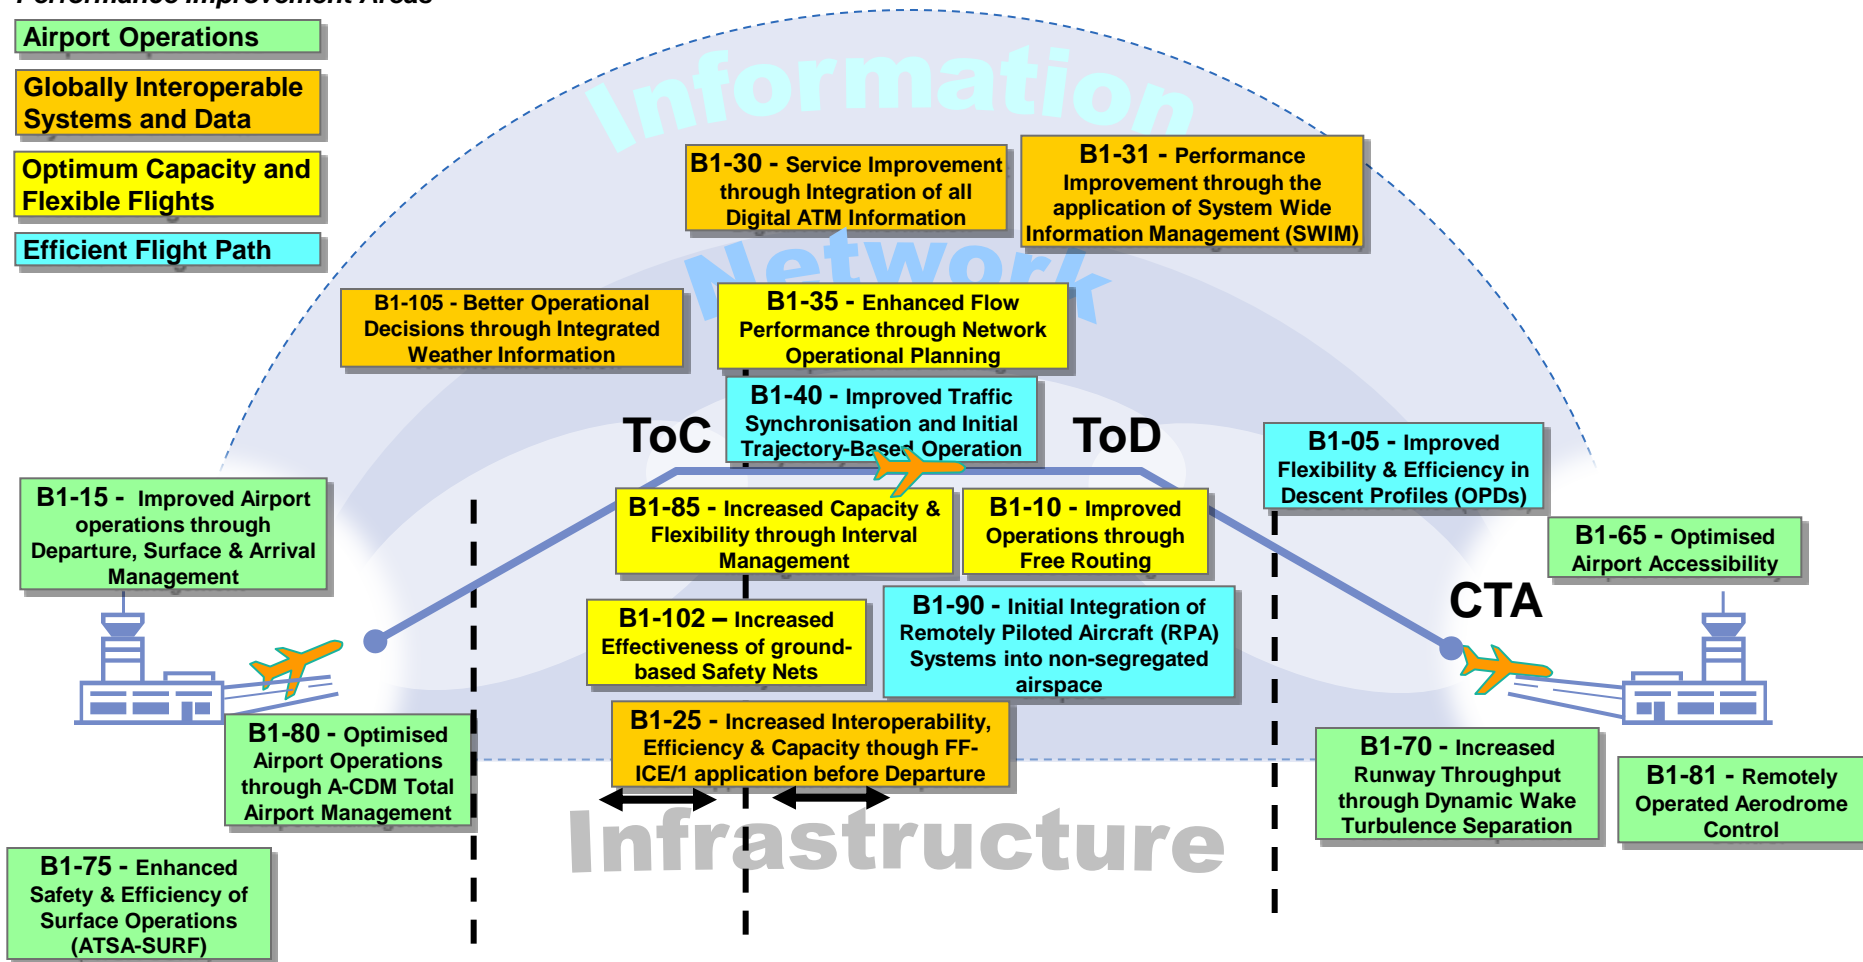 Performance Improvement Areas
Airport Operations
Globally Interoperable
Systems and Data
Optimum Capacity and
Flexible Flights
Efficient Flight Path
Information
B1-30 - Service Improvement
through Integration of all
Digital ATM Information
B1-31 - Performance
Improvement through the
application of System Wide
Information Management (SWIM)
Network
B1-105 - Better Operational
Decisions through Integrated
Weather Information
B1-35 - Enhanced Flow
Performance through Network
Operational Planning
B1-40 - Improved Traffic
Synchronisation and Initial
Trajectory-Based Operation
ToC
ToD
B1-05 - Improved
Flexibility & Efficiency in
Descent Profiles (OPDs)
B1-15 - Improved Airport
operations through
Departure, Surface & Arrival
Management
B1-85 - Increased Capacity &
Flexibility through Interval
Management
B1-10 - Improved
Operations through
Free Routing
B1-65 - Optimised
Airport Accessibility
CTA
B1-102 – Increased
Effectiveness of ground-
based Safety Nets
B1-90 - Initial Integration of
Remotely Piloted Aircraft (RPA)
Systems into non-segregated
airspace
B1-80 - Optimised
Airport Operations
through A-CDM Total
Airport Management
B1-25 - Increased Interoperability,
Efficiency & Capacity though FF-
ICE/1 application before Departure
B1-70 - Increased
Runway Throughput
through Dynamic Wake
Turbulence Separation
B1-81 - Remotely
Operated Aerodrome
Control
Infrastructure
B1-75 - Enhanced
Safety & Efficiency of
Surface Operations
(ATSA-SURF)